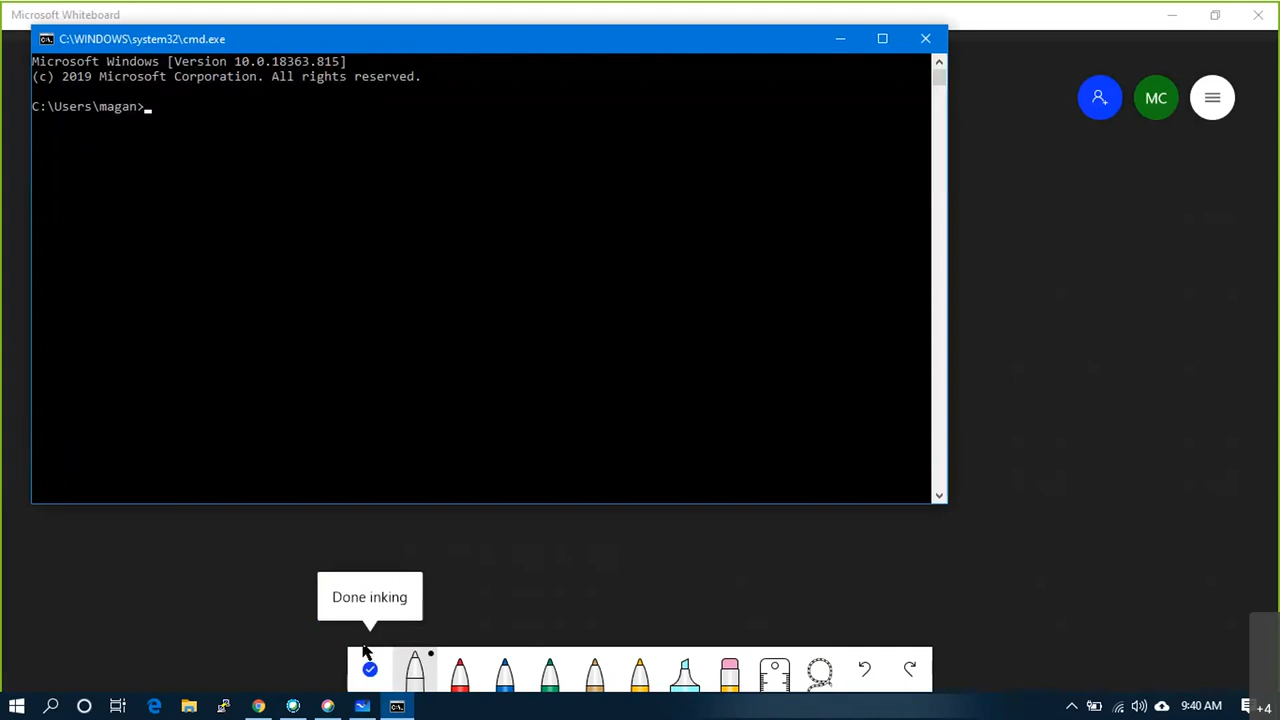 Microsoft Whiteboard
C:\WINDOWS\system32\cmd.exe
Microsoft Windows [Version 10.0.18363.815]
(c) 2019 Microsoft Corporation. All rights reserved.
C:\Users\magan>
MC
Done inking
9:40 AM
+4